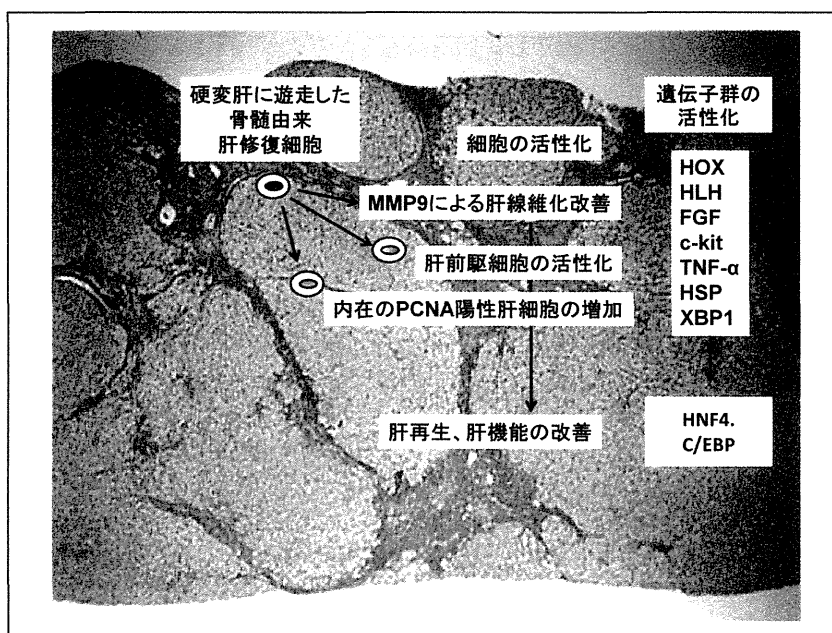 硬変肝に遊走した
骨髄由来
肝修復細胞
細胞の活性化
MMP9による肝線維化改善
肝前駆細胞の活性化
内在のPCNA陽性肝細胞の増加
肝再生、肝機能の改善
遺伝子群の
活性化
HOX
HLH
FGF
c-kit
TNF-α
HSP
XBP1
HNF4.
C/EBP